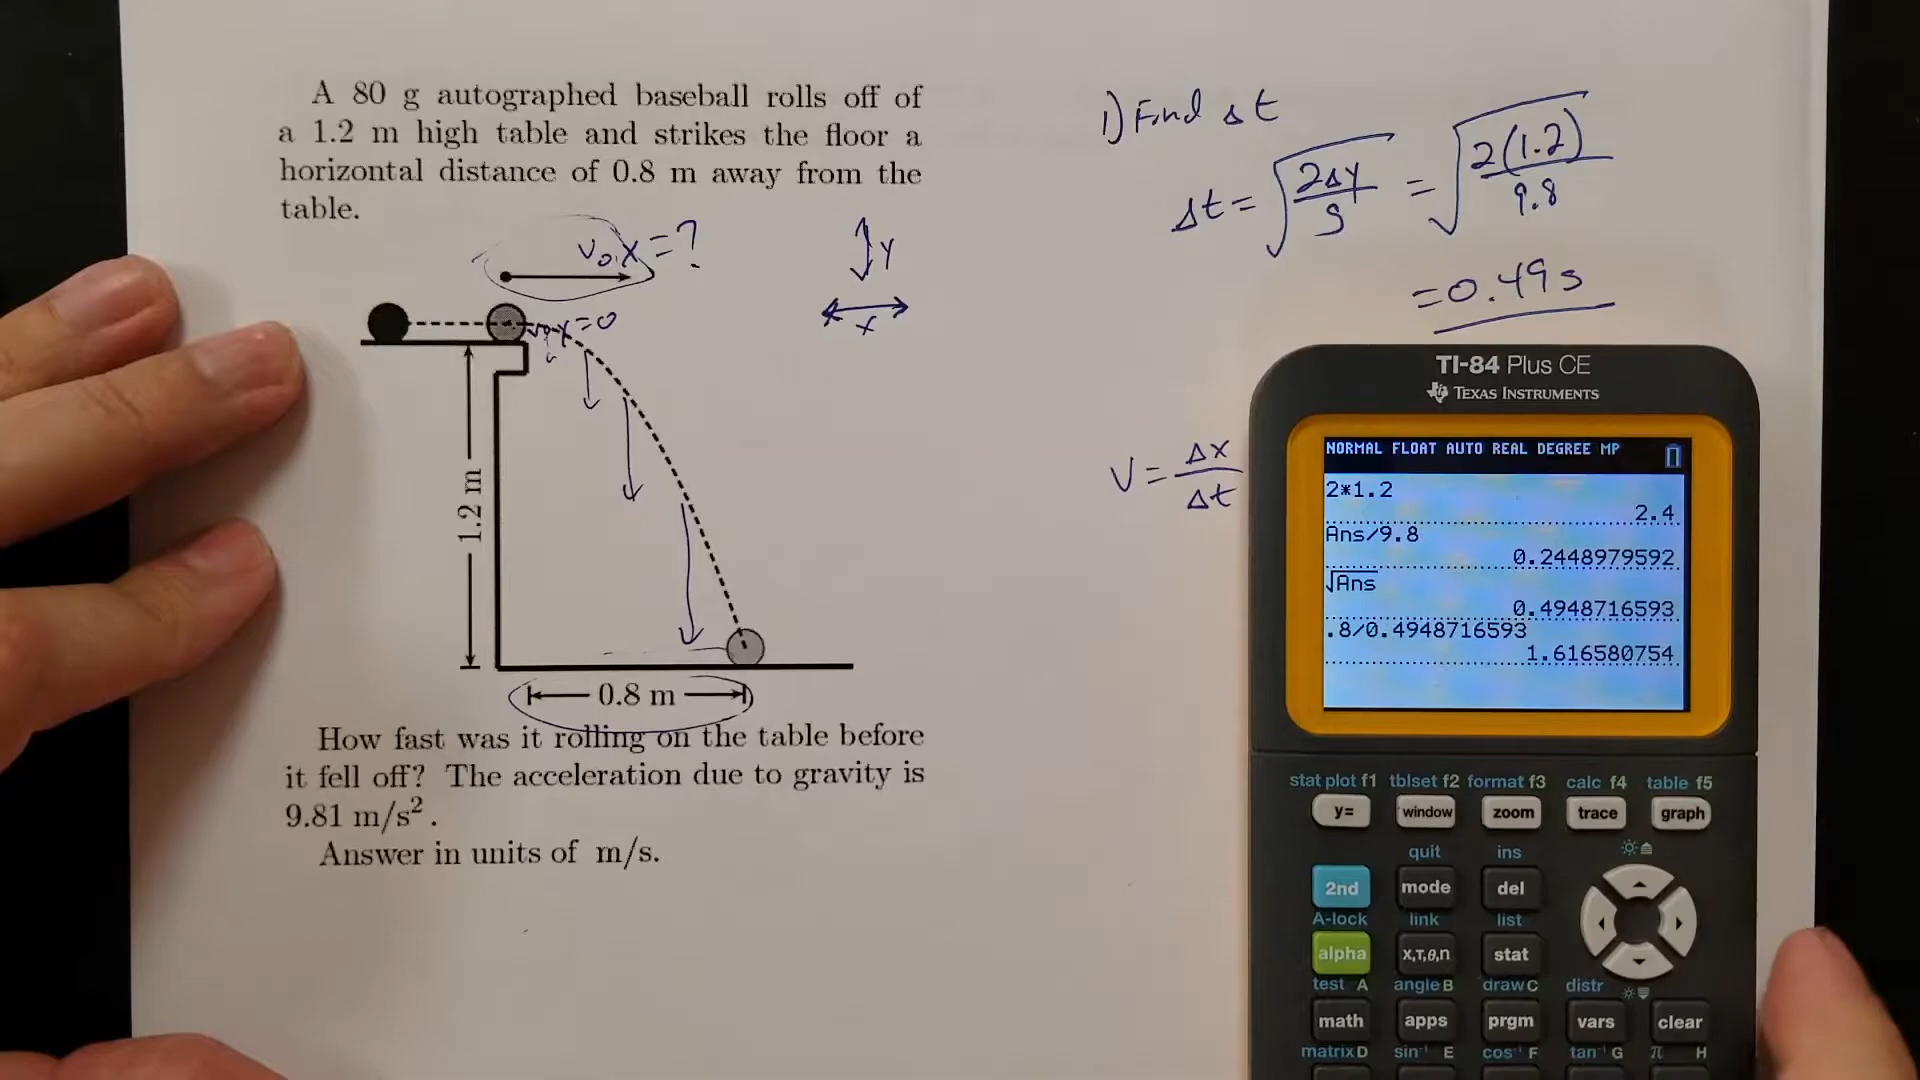 A 80 g autographed baseball rolls off of
a 1.2 m high table and strikes the floor a
horizontal distance of 0.8 m away from the
table.
v₀,x = ?
y
x
1.2 m
0.8 m
How fast was it rolling on the table before
it fell off? The acceleration due to gravity is
9.81 m/s².
Answer in units of m/s.
1) Find Δt
Δt = √(2Δy/g) = √(2(1.2)/9.8)
= 0.49s
V = Δx/Δt
TI-84 Plus CE
TEXAS INSTRUMENTS
NORMAL FLOAT AUTO REAL DEGREE MP
2*1.2
2.4
Ans/9.8
0.2448979592
√Ans
0.4948716593
.8/0.4948716593
1.616580754
stat plot f1 tblset f2 format f3 calc f4 table f5
y= window zoom trace graph
quit ins
2nd mode del
A-lock link list
alpha X,T,θ,n stat
test A angle B draw C distr
math apps prgm vars clear
matrix D sin⁻¹ E cos⁻¹ F tan⁻¹ G π H